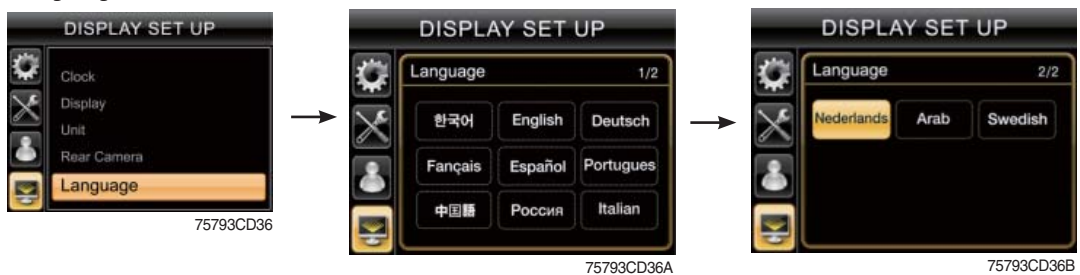 DISPLAY SET UP
Clock
Display
Unit
Rear Camera
Language
75793CD36
DISPLAY SET UP
Language 1/2
한국어 English Deutsch
Fançais Español Portugues
中国語 Россия Italian
75793CD36A
DISPLAY SET UP
Language 2/2
Nederlands Arab Swedish
75793CD36B